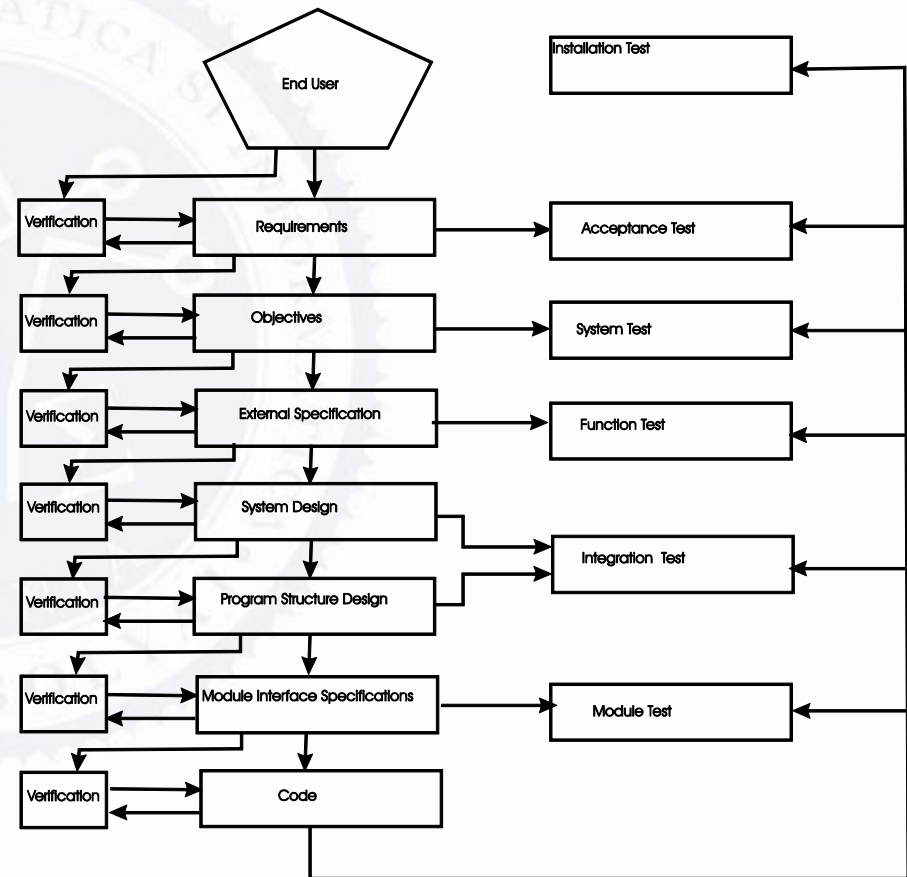 End User
Installation Test
Verification
Requirements
Acceptance Test
Verification
Objectives
System Test
Verification
External Specification
Function Test
Verification
System Design
Integration Test
Verification
Program Structure Design
Verification
Module Interface Specifications
Module Test
Verification
Code